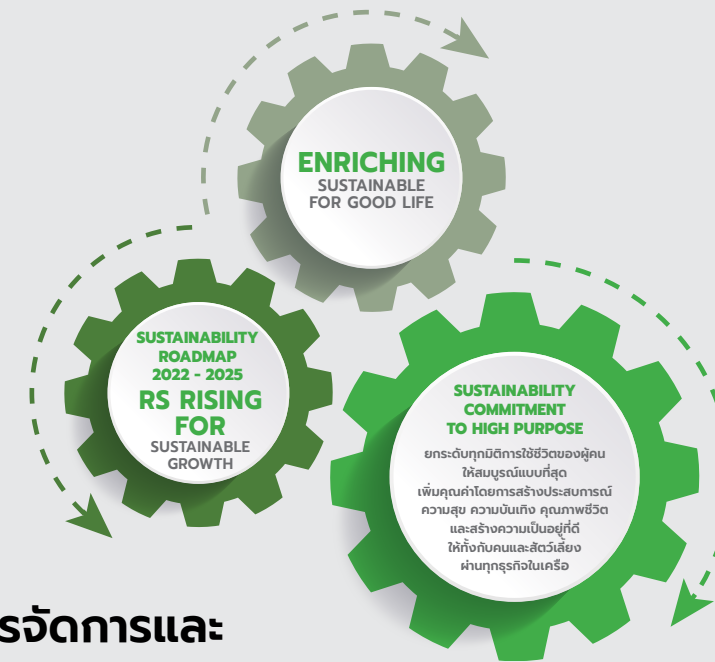 ENRICHING
SUSTAINABLE
FOR GOOD LIFE
SUSTAINABILITY
ROADMAP
2022 - 2025
RS RISING
FOR
SUSTAINABLE
GROWTH
SUSTAINABILITY
COMMITMENT
TO HIGH PURPOSE
ยกระดับทุกมิติการใช้ชีวิตของผู้คน
ให้สมบูรณ์แบบที่สุด
เพิ่มคุณค่าโดยการสร้างประสบการณ์
ความสุข ความบันเทิง คุณภาพชีวิต
และสร้างความเป็นอยู่ที่ดี
ให้ทั้งกับคนและสัตว์เลี้ยง
ผ่านทุกธุรกิจในเครือ
รจัดการและ